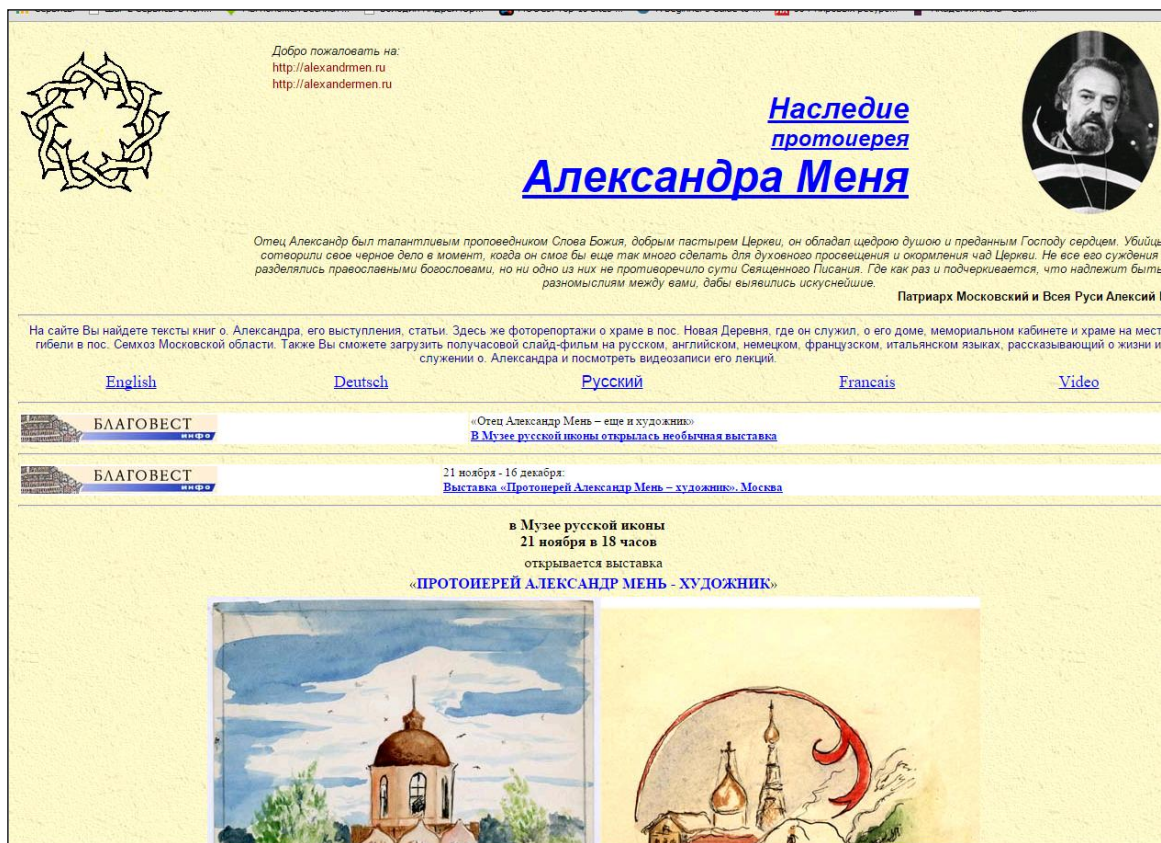 Добро пожаловать на:
http://alexandrmen.ru
http://alexandermen.ru
Наследие
протоиерея
Александра Меня
Отец Александр был талантливым проповедником Слова Божия, добрым пастырем Церкви, он обладал щедрою душою и преданным Господу сердцем. Убийцы
сотворили свое черное дело в момент, когда он смог бы еще так много сделать для духовного просвещения и окормления чад Церкви. Не все его суждения
разделялись православными богословами, но ни одно из них не противоречило сути Священного Писания. Где как раз и подчеркивается, что надлежит быть
разномыслиям между вами, дабы выявились искуснейшие.
Патриарх Московский и Всея Руси Алексий
На сайте Вы найдете тексты книг о. Александра, его выступления, статьи. Здесь же фоторепортажи о храме в пос. Новая Деревня, где он служил, о его доме, мемориальном кабинете и храме на мест
гибели в пос. Семхоз Московской области. Также Вы сможете загрузить получасовой слайд-фильм на русском, английском, немецком, французском, итальянском языках, рассказывающий о жизни и
служении о. Александра и посмотреть видеозаписи его лекций.
English Deutsch Русский Francais Video
БЛАГОВЕСТ
инфо
«Отец Александр Мень – еще и художник»
В Музее русской иконы открылась необычная выставка
БЛАГОВЕСТ
инфо
21 ноября - 16 декабря:
Выставка «Протоиерей Александр Мень – художник». Москва
в Музее русской иконы
21 ноября в 18 часов
открывается выставка
«ПРОТОИЕРЕЙ АЛЕКСАНДР МЕНЬ - ХУДОЖНИК»